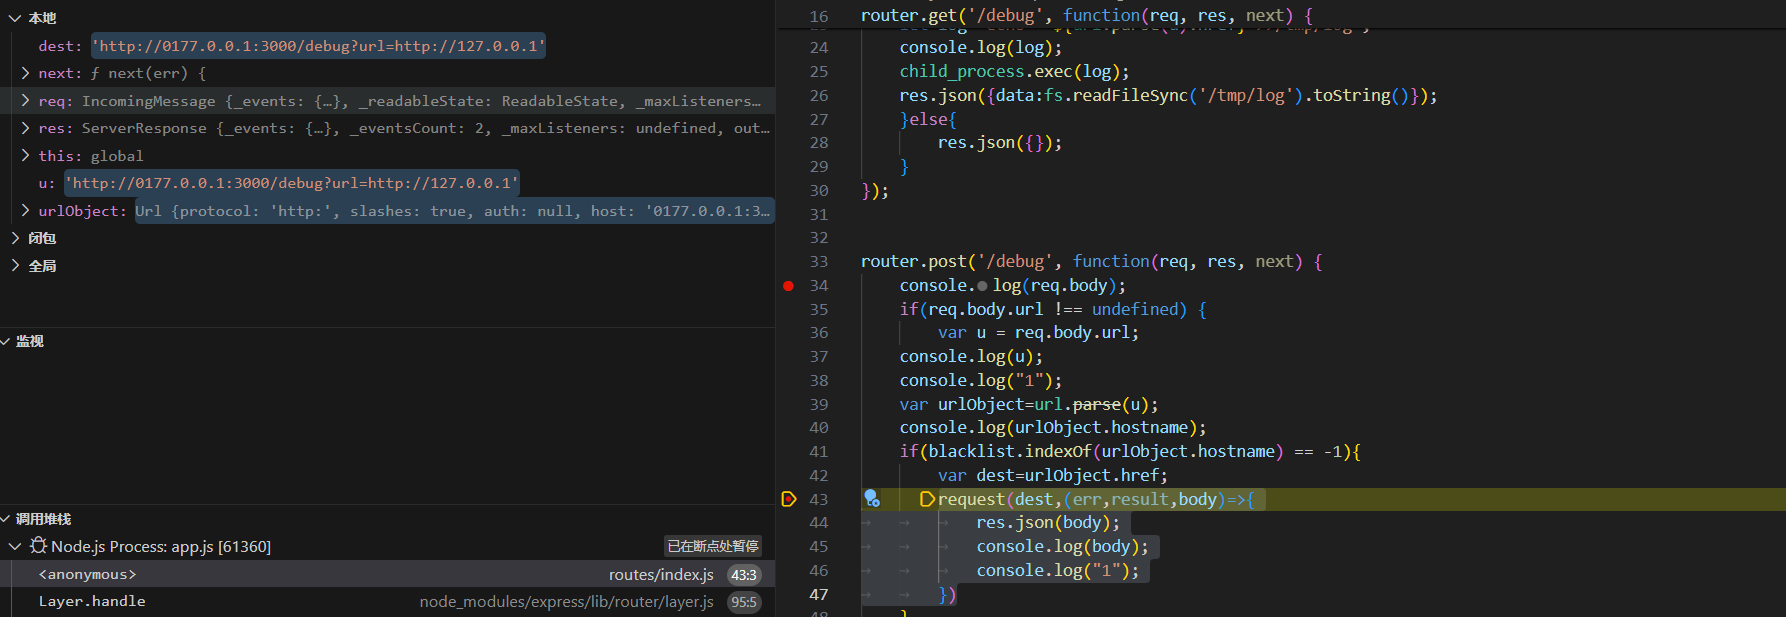 本地
dest: 'http://0177.0.0.1:3000/debug?url=http://127.0.0.1'
next: ƒ next(err) {
req: IncomingMessage {_events: {…}, _readableState: ReadableState, _maxListeners…
res: ServerResponse {_events: {…}, _eventsCount: 2, _maxListeners: undefined, out…
this: global
u: 'http://0177.0.0.1:3000/debug?url=http://127.0.0.1'
urlObject: Url {protocol: 'http:', slashes: true, auth: null, host: '0177.0.0.1:3…
闭包
全局
监视
调用堆栈
Node.js Process: app.js [61360] 已在断点处暂停
<anonymous> routes/index.js 43:3
Layer.handle node_modules/express/lib/router/layer.js 95:5
16 router.get('/debug', function(req, res, next) {
24 console.log(log);
25 child_process.exec(log);
26 res.json({data:fs.readFileSync('/tmp/log').toString()});
27 }else{
28 res.json({});
29 }
30 });
31
32
33 router.post('/debug', function(req, res, next) {
34 console.log(req.body);
35 if(req.body.url !== undefined) {
36 var u = req.body.url;
37 console.log(u);
38 console.log("1");
39 var urlObject=url.parse(u);
40 console.log(urlObject.hostname);
41 if(blacklist.indexOf(urlObject.hostname) == -1){
42 var dest=urlObject.href;
43 request(dest,(err,result,body)=>{
44 res.json(body);
45 console.log(body);
46 console.log("1");
47 })